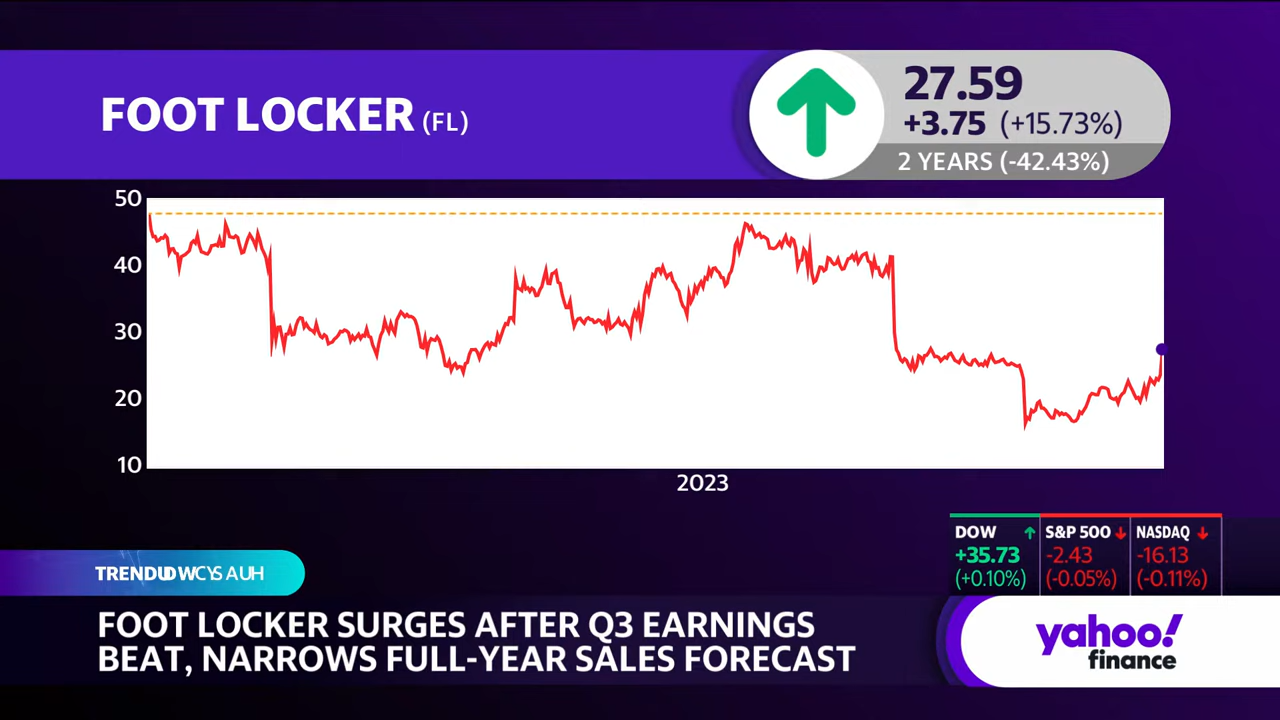 FOOT LOCKER (FL)
27.59
+3.75 (+15.73%)
2 YEARS (-42.43%)
50
40
30
20
10
2023
DOW
+35.73
(+0.10%)
S&P 500
-2.43
(-0.05%)
NASDAQ
-16.13
(-0.11%)
FOOT LOCKER SURGES AFTER Q3 EARNINGS
BEAT, NARROWS FULL-YEAR SALES FORECAST
yahoo!
finance